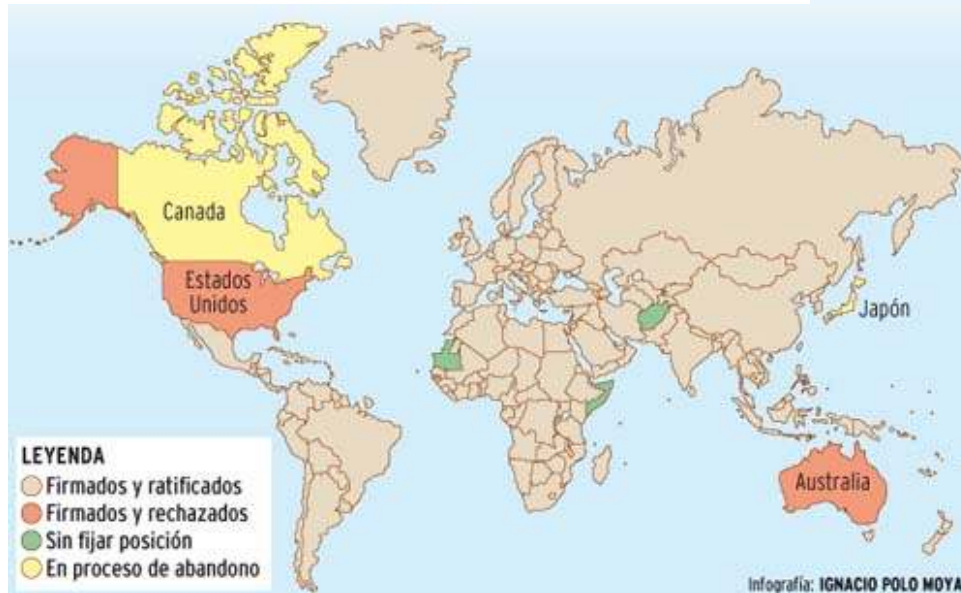 Canada
Estados
Unidos
Japón
Australia
LEYENDA
Firmados y ratificados
Firmados y rechazados
Sin fijar posición
En proceso de abandono
Infografía: IGNACIO POLO MOYA